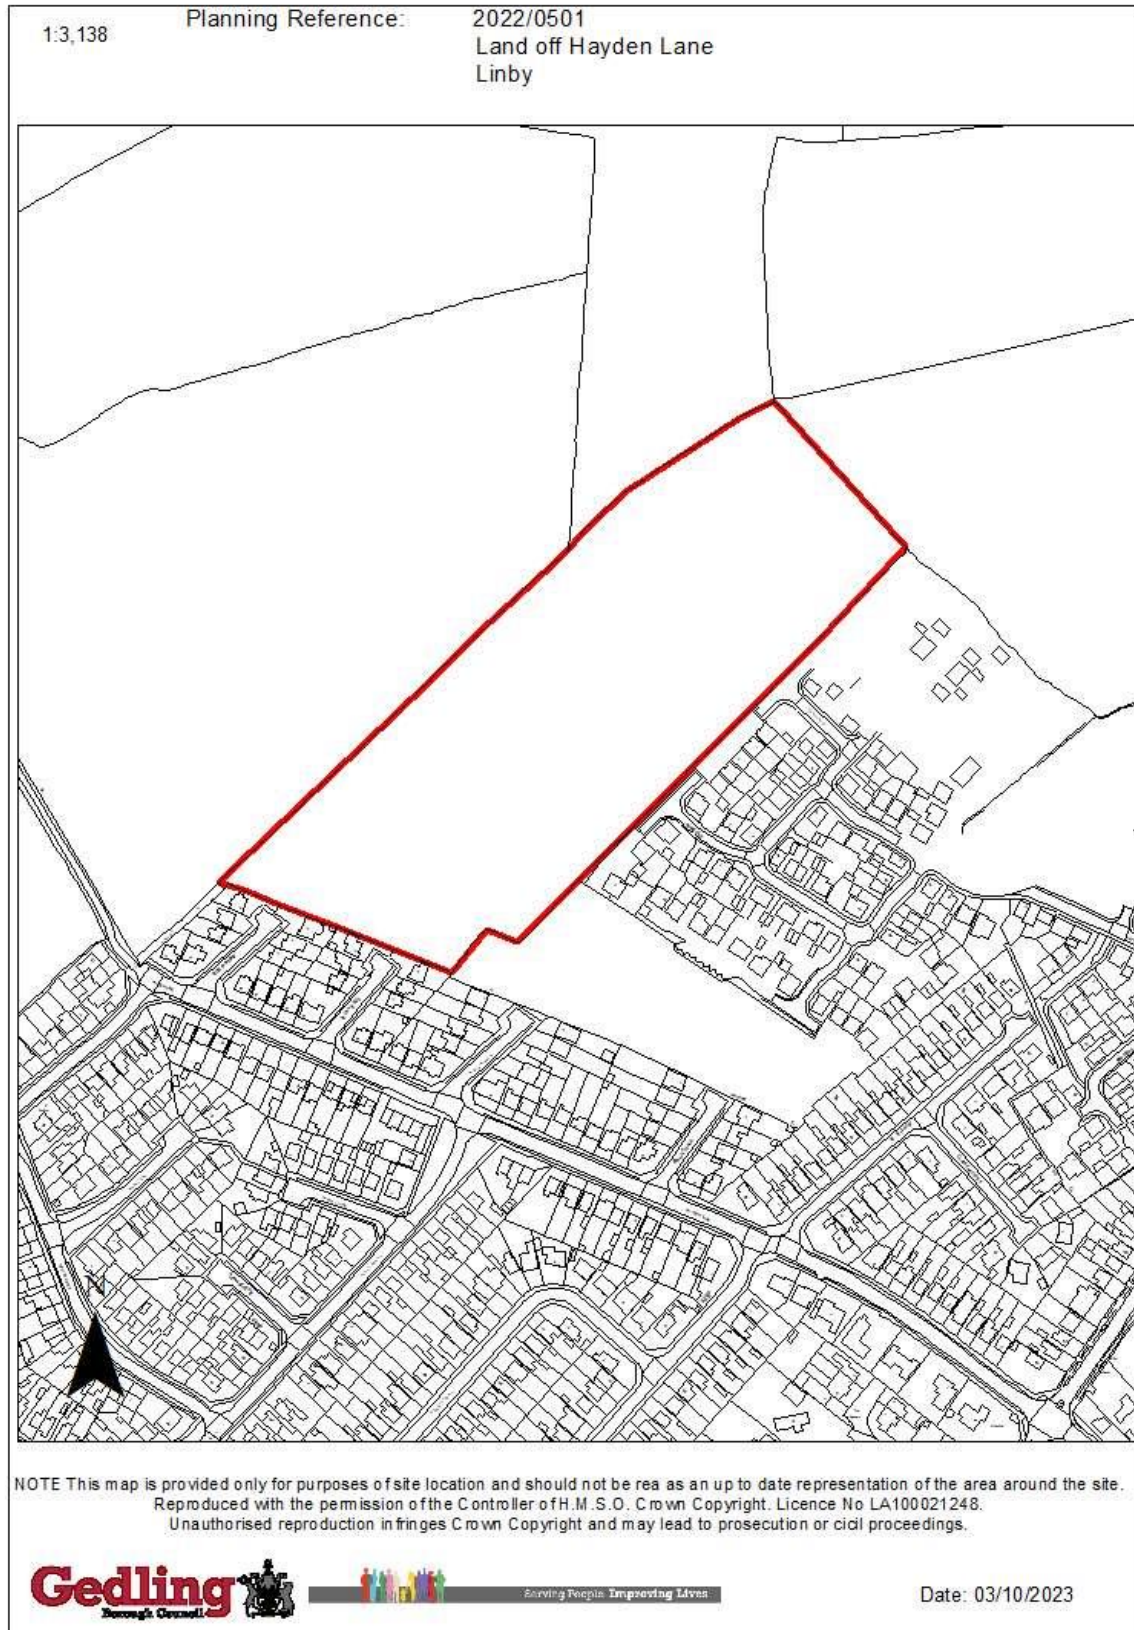 1:3,138
Planning Reference: 2022/0501
Land off Hayden Lane
Linby
N
NOTE This map is provided only for purposes of site location and should not be rea as an up to date representation of the area around the site.
Reproduced with the permission of the Controller of H.M.S.O. Crown Copyright. Licence No LA100021248.
Unauthorised reproduction infringes Crown Copyright and may lead to prosecution or cicil proceedings.
Gedling
Borough Council
Serving People Improving Lives
Date: 03/10/2023